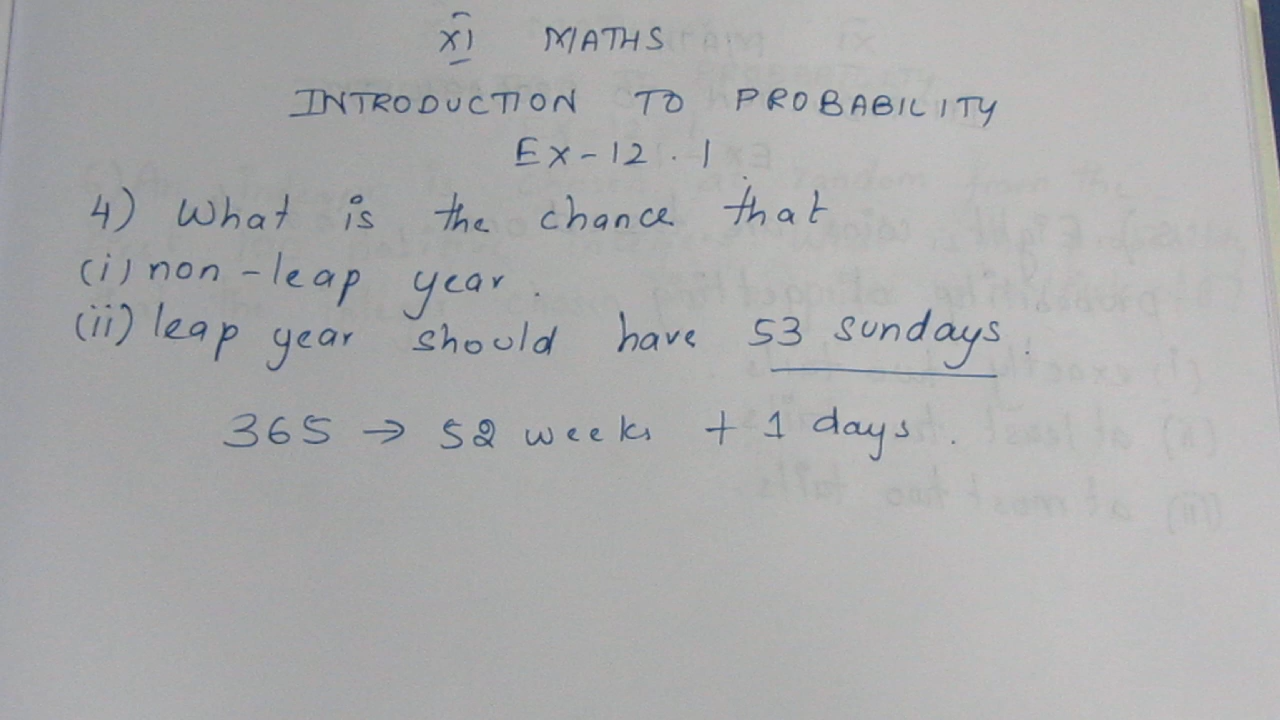 XI MATHS
INTRODUCTION TO PROBABILITY
Ex-12.1
4) What is the chance that
(i) non-leap year.
(ii) leap year should have 53 sundays.
365 → 52 weeks + 1 days.